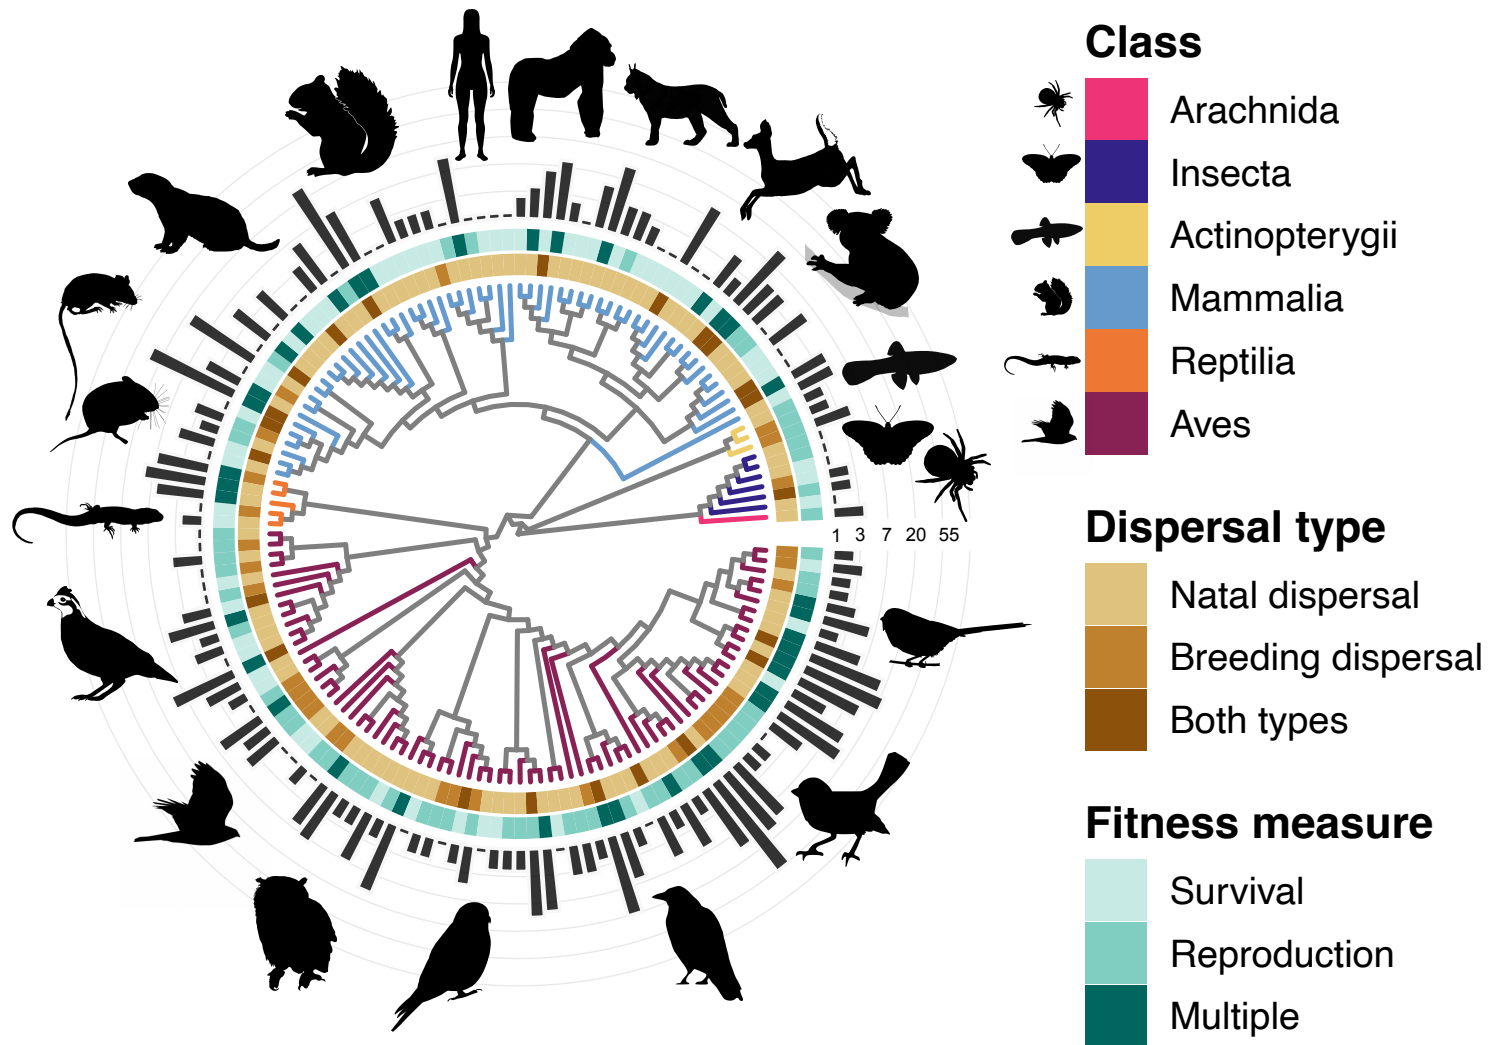 Class
Arachnida
Insecta
Actinopterygii
Mammalia
Reptilia
Aves
1 3 7 20 55
Dispersal type
Natal dispersal
Breeding dispersal
Both types
Fitness measure
Survival
Reproduction
Multiple